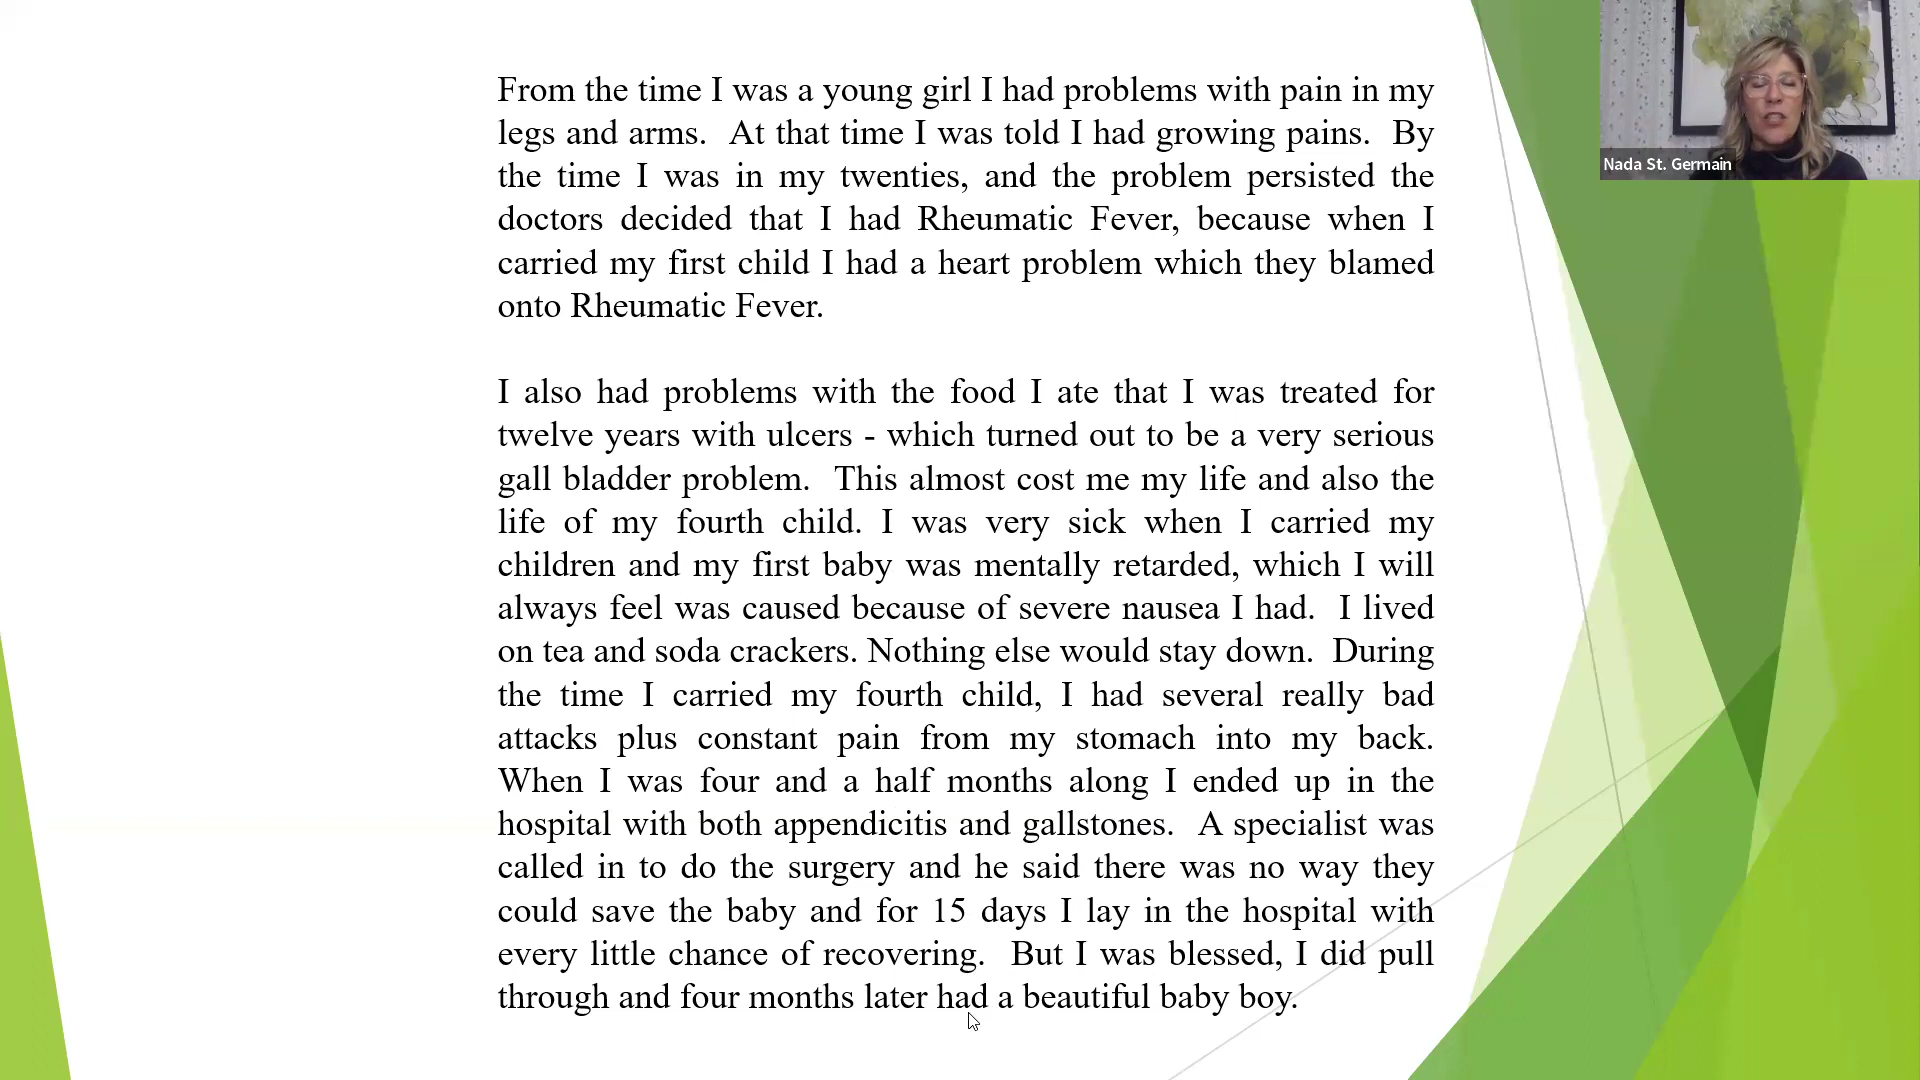 From the time I was a young girl I had problems with pain in my
legs and arms.  At that time I was told I had growing pains.  By
the time I was in my twenties, and the problem persisted the
doctors decided that I had Rheumatic Fever, because when I
carried my first child I had a heart problem which they blamed
onto Rheumatic Fever.
I also had problems with the food I ate that I was treated for
twelve years with ulcers - which turned out to be a very serious
gall bladder problem.  This almost cost me my life and also the
life of my fourth child. I was very sick when I carried my
children and my first baby was mentally retarded, which I will
always feel was caused because of severe nausea I had.  I lived
on tea and soda crackers. Nothing else would stay down.  During
the time I carried my fourth child, I had several really bad
attacks plus constant pain from my stomach into my back.
When I was four and a half months along I ended up in the
hospital with both appendicitis and gallstones.  A specialist was
called in to do the surgery and he said there was no way they
could save the baby and for 15 days I lay in the hospital with
every little chance of recovering.  But I was blessed, I did pull
through and four months later had a beautiful baby boy.
Nada St. Germain